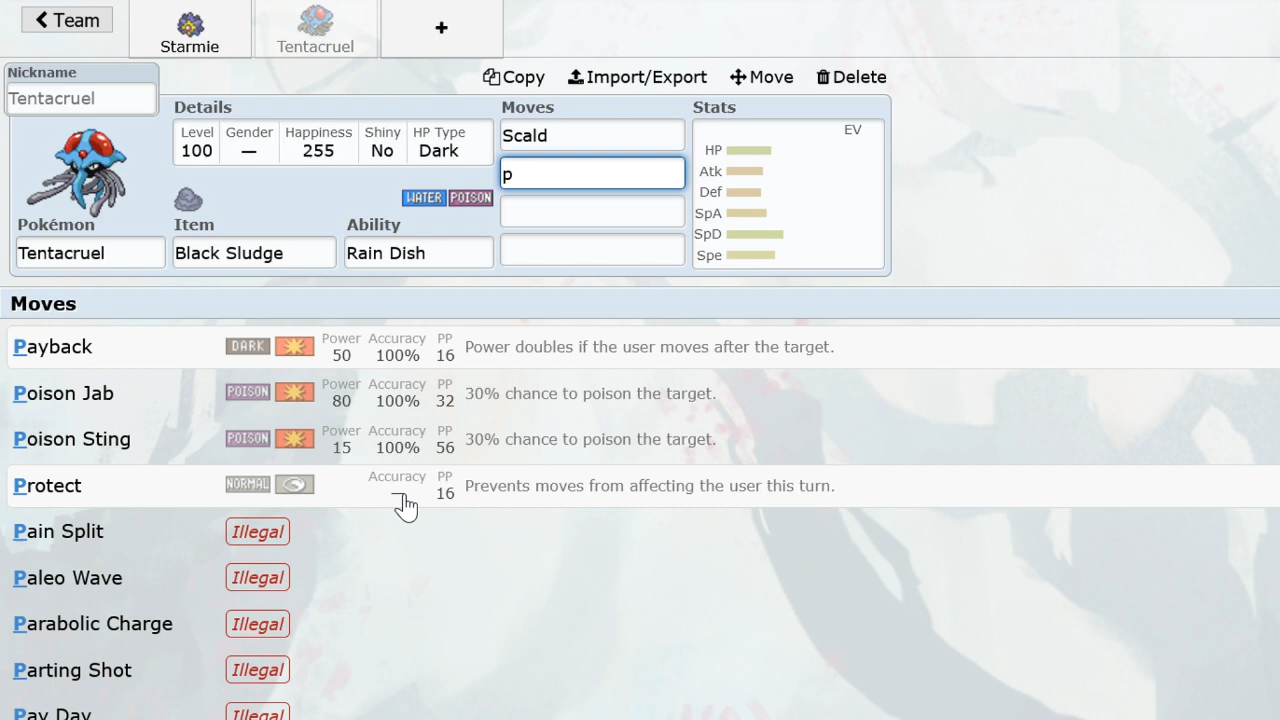 Team
Starmie
Tentacruel
+
Nickname
Tentacruel
Copy
Import/Export
Move
Delete
Details
Level
100
Gender
—
Happiness
255
Shiny
No
HP Type
Dark
WATER POISON
Pokémon
Tentacruel
Item
Black Sludge
Ability
Rain Dish
Moves
Scald
p
Stats
EV
HP
Atk
Def
SpA
SpD
Spe
Moves
Payback DARK Power 50 Accuracy 100% PP 16 Power doubles if the user moves after the target.
Poison Jab POISON Power 80 Accuracy 100% PP 32 30% chance to poison the target.
Poison Sting POISON Power 15 Accuracy 100% PP 56 30% chance to poison the target.
Protect NORMAL Accuracy — PP 16 Prevents moves from affecting the user this turn.
Pain Split Illegal
Paleo Wave Illegal
Parabolic Charge Illegal
Parting Shot Illegal
Pay Day Illegal